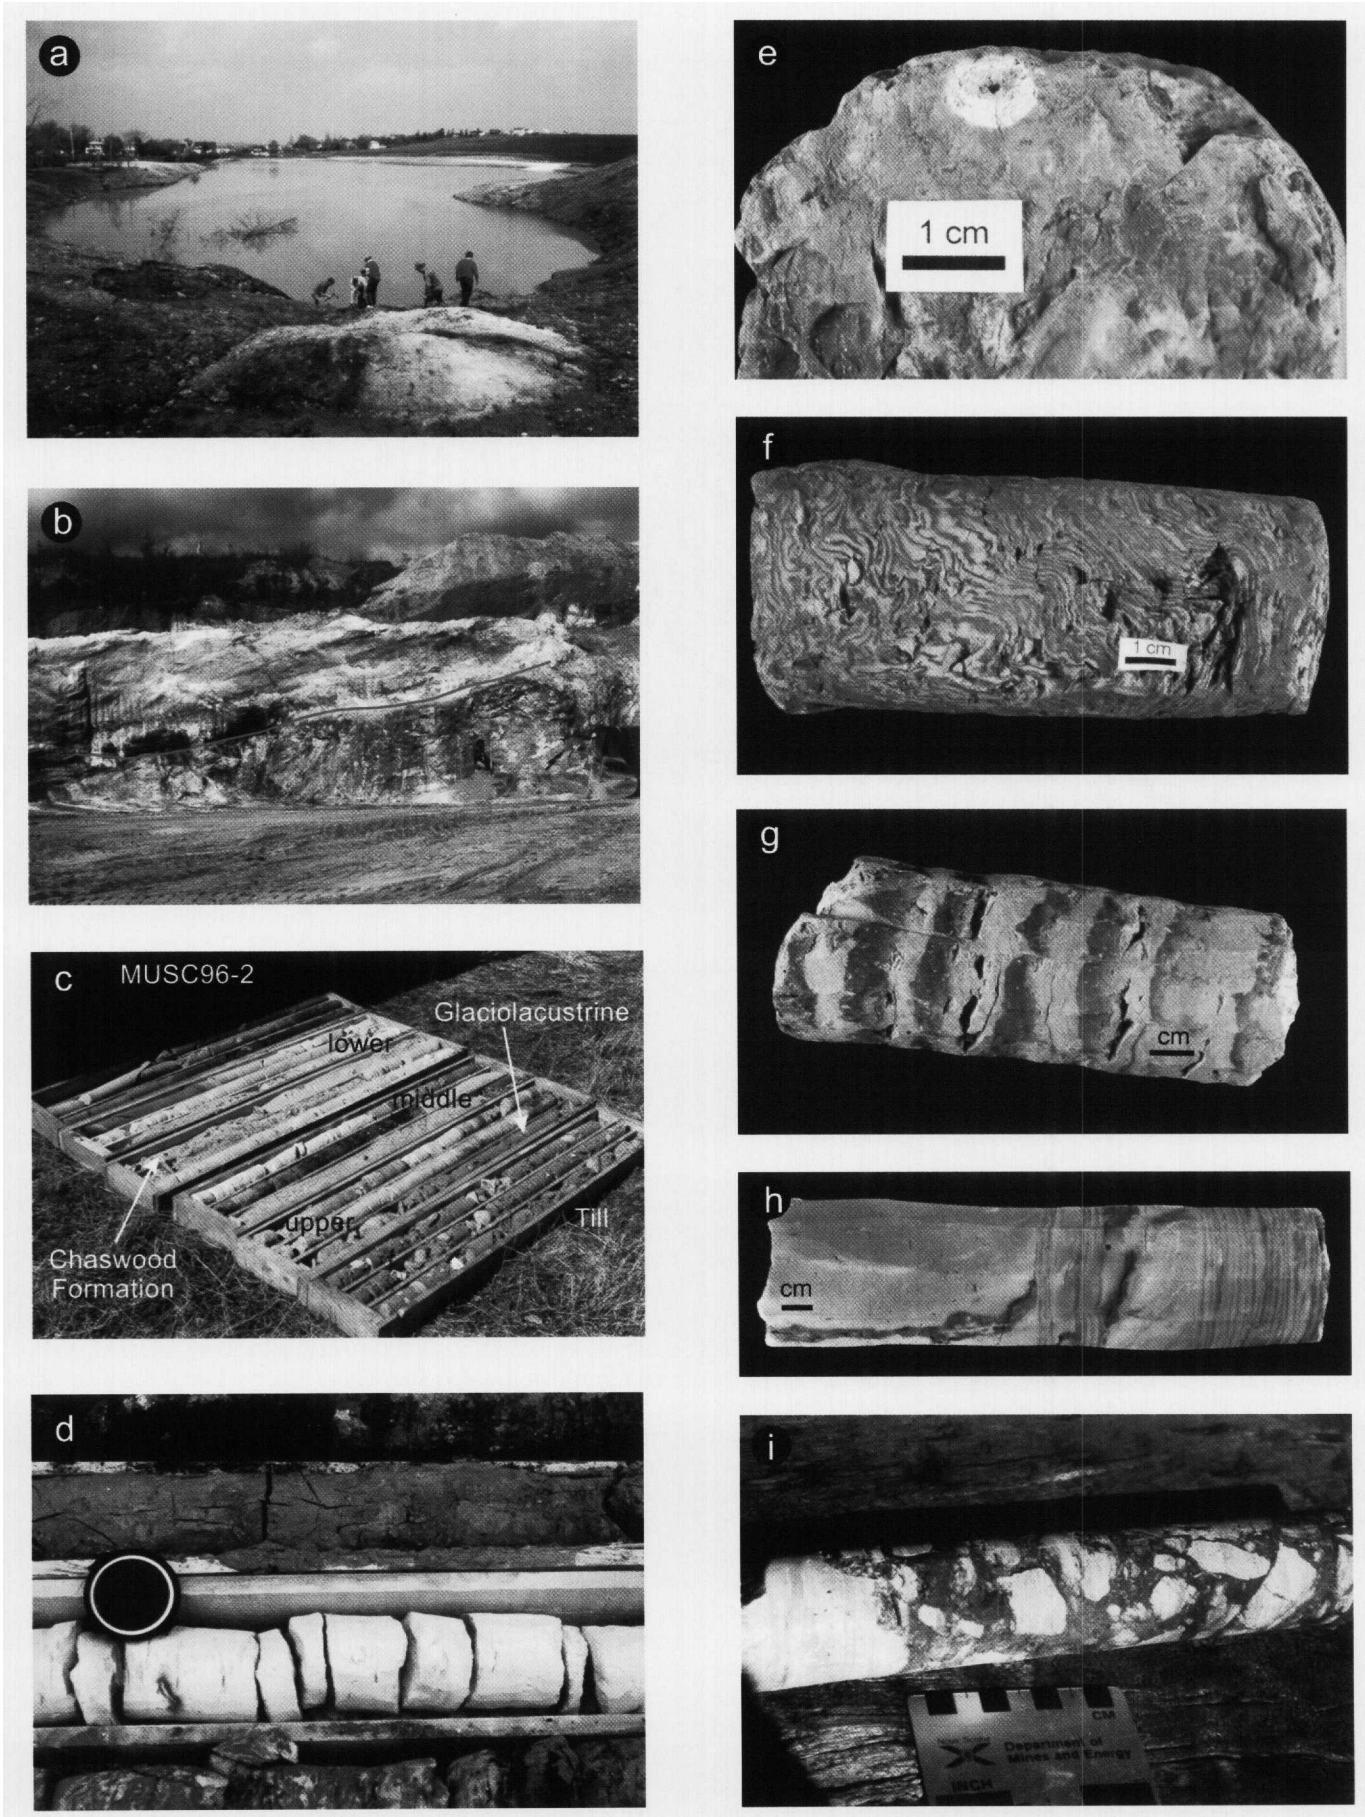 a
b
c
MUSC96-2
Glaciolacustrine
lower
middle
upper
Till
Chaswood
Formation
d
e
1 cm
f
1 cm
g
cm
h
cm
i
CM
Department of
Mines and Energy
INCH